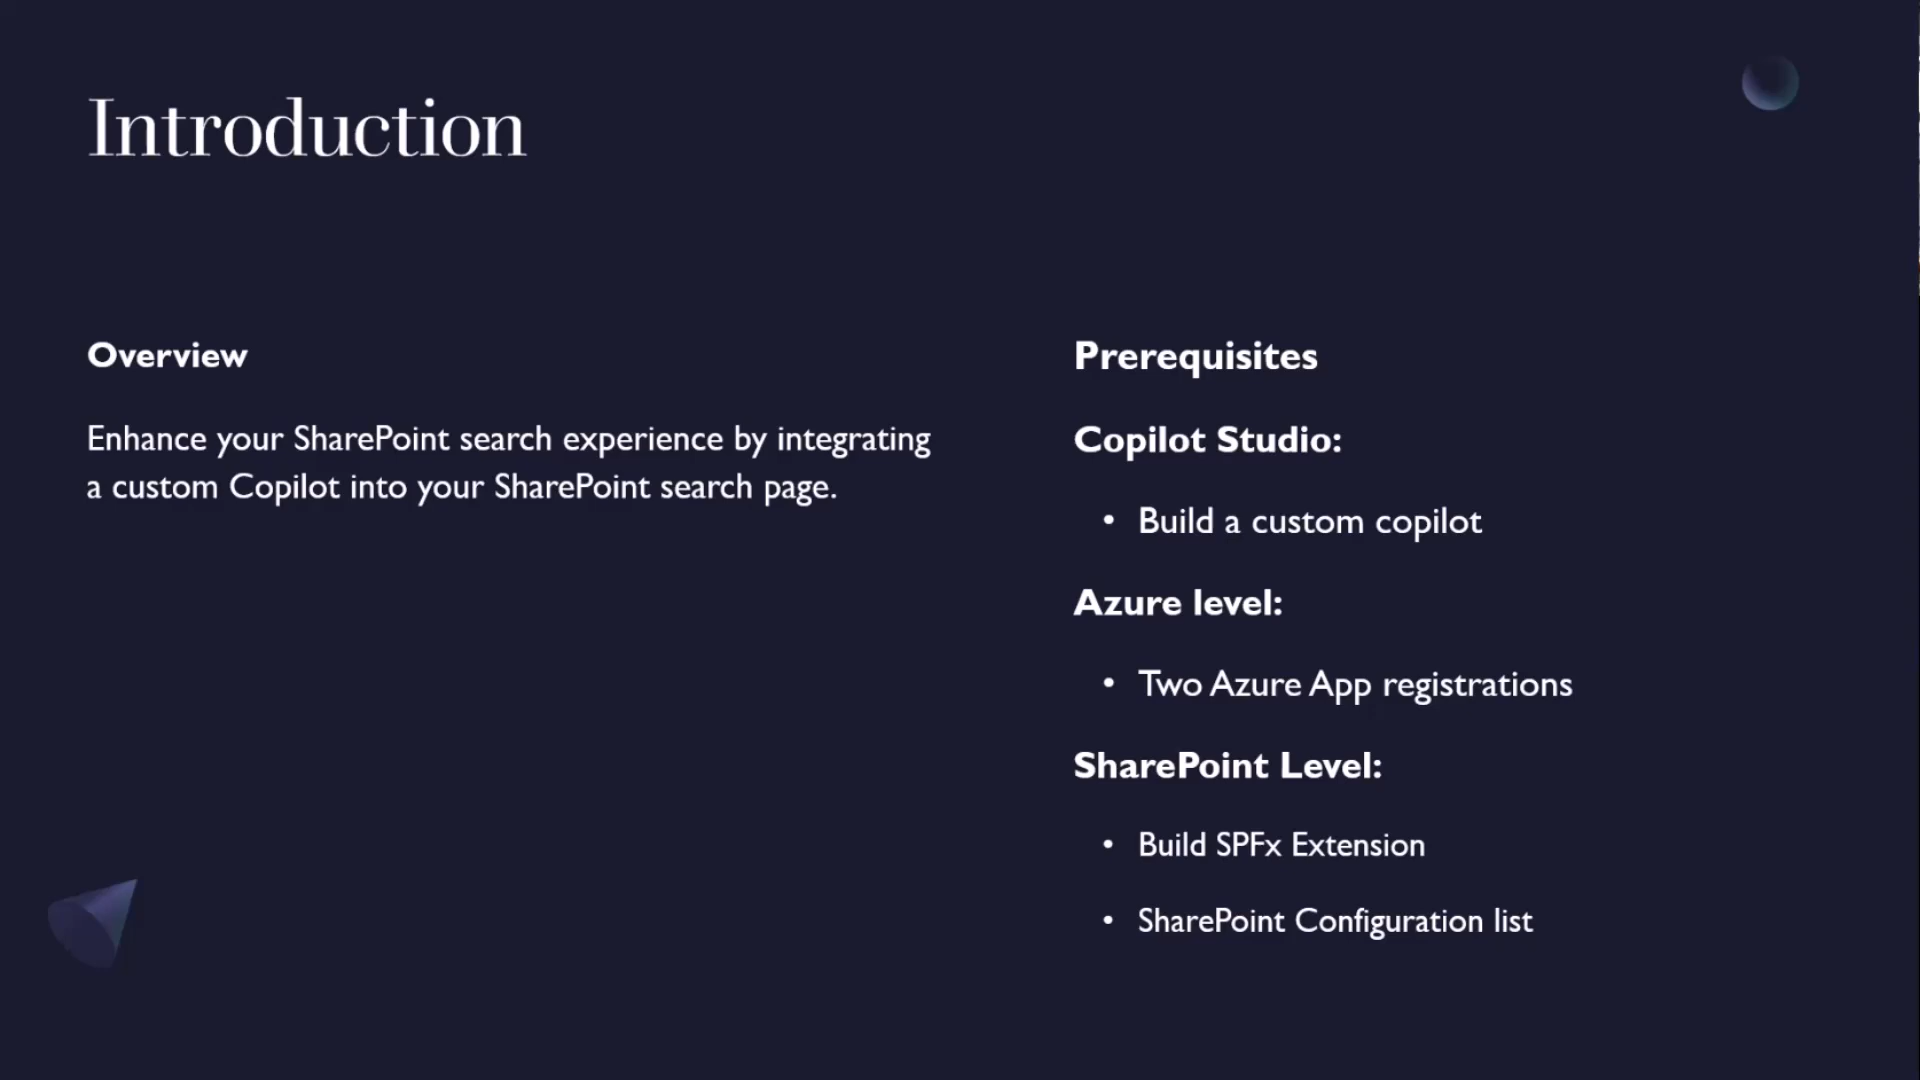 Introduction
Overview
Enhance your SharePoint search experience by integrating
a custom Copilot into your SharePoint search page.
Prerequisites
Copilot Studio:
• Build a custom copilot
Azure level:
• Two Azure App registrations
SharePoint Level:
• Build SPFx Extension
• SharePoint Configuration list